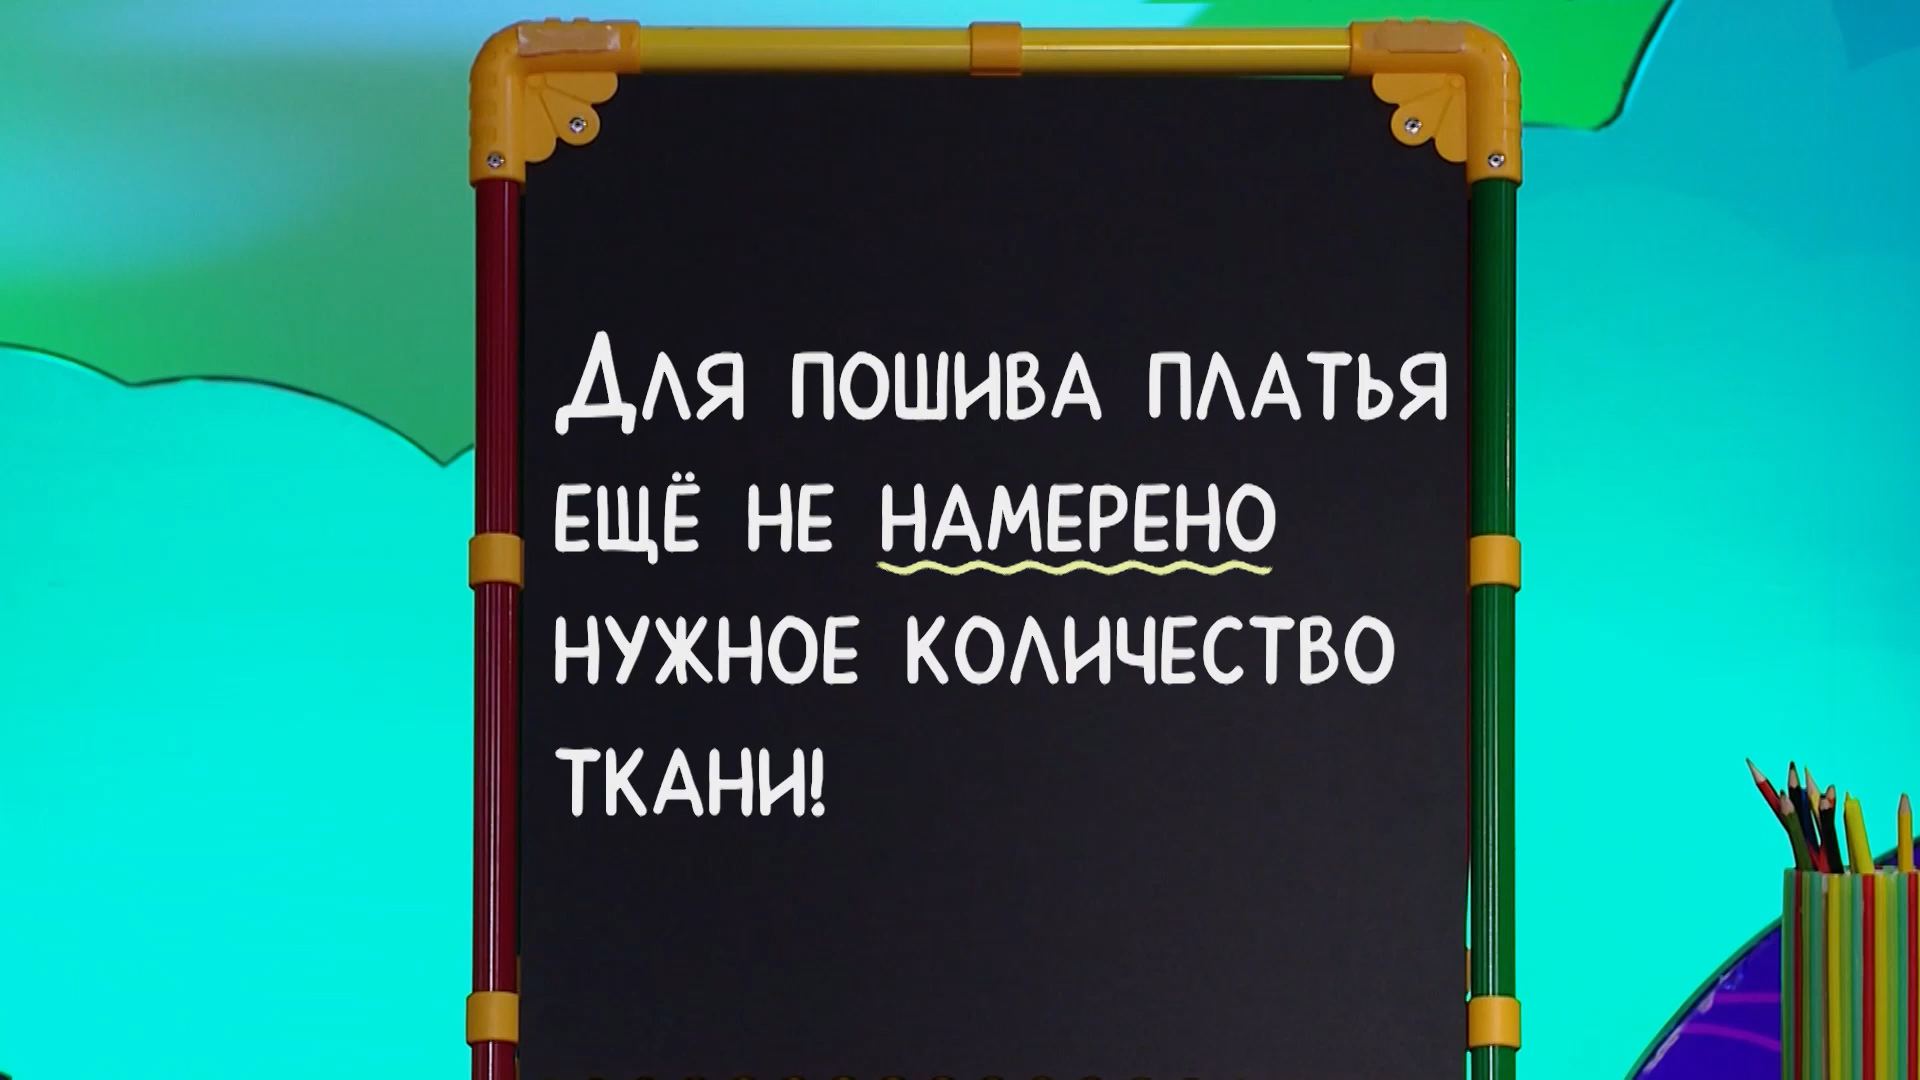 Для пошива платья
ещё не намерено
нужное количество
ткани!